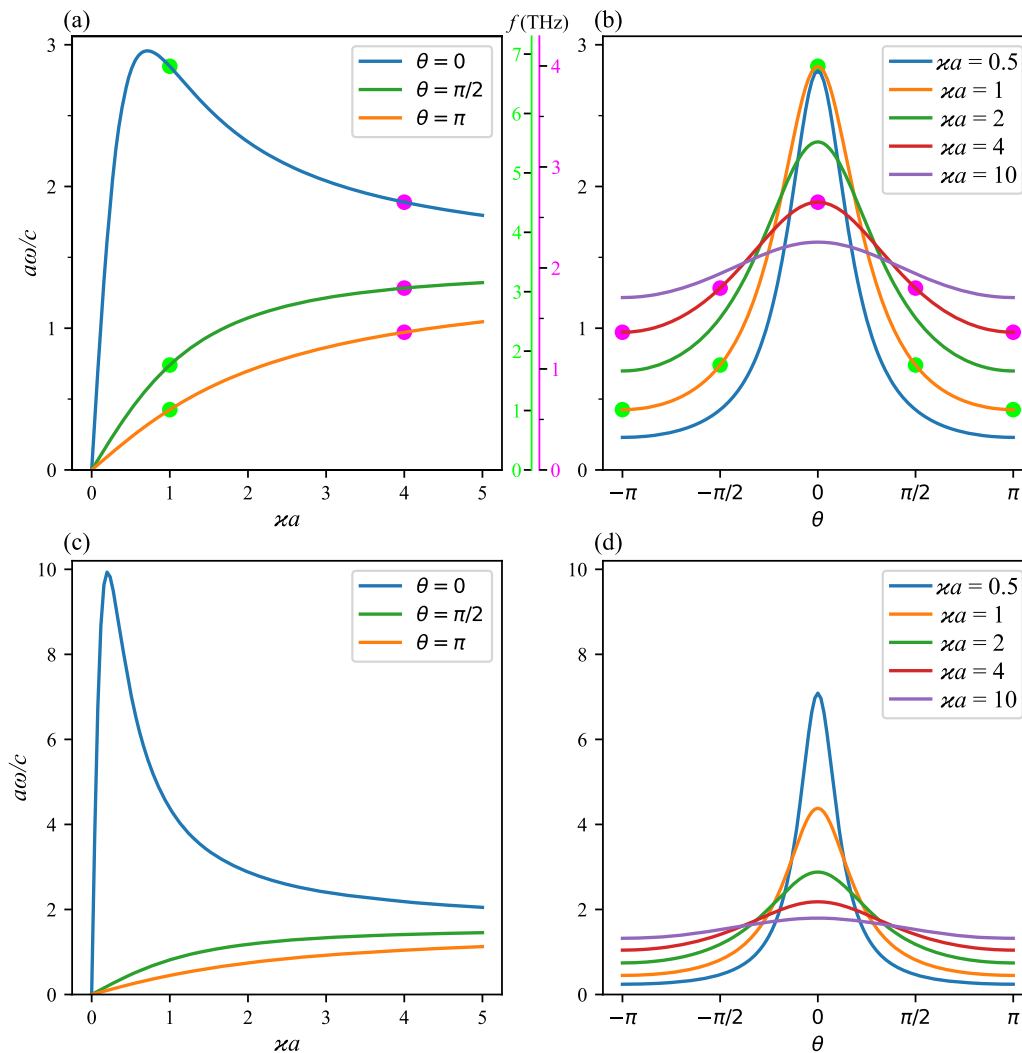 (a)
f (THz)
(b)
3
2
1
0
aω/c
θ = 0
θ = π/2
θ = π
0 1 2 3 4 5
ϰa
7
6
5
4
3
2
1
0
4
3
2
1
0
3
2
1
0
ϰa = 0.5
ϰa = 1
ϰa = 2
ϰa = 4
ϰa = 10
−π −π/2 0 π/2 π
θ
(c)
(d)
10
8
6
4
2
0
aω/c
θ = 0
θ = π/2
θ = π
0 1 2 3 4 5
ϰa
10
8
6
4
2
0
ϰa = 0.5
ϰa = 1
ϰa = 2
ϰa = 4
ϰa = 10
−π −π/2 0 π/2 π
θ